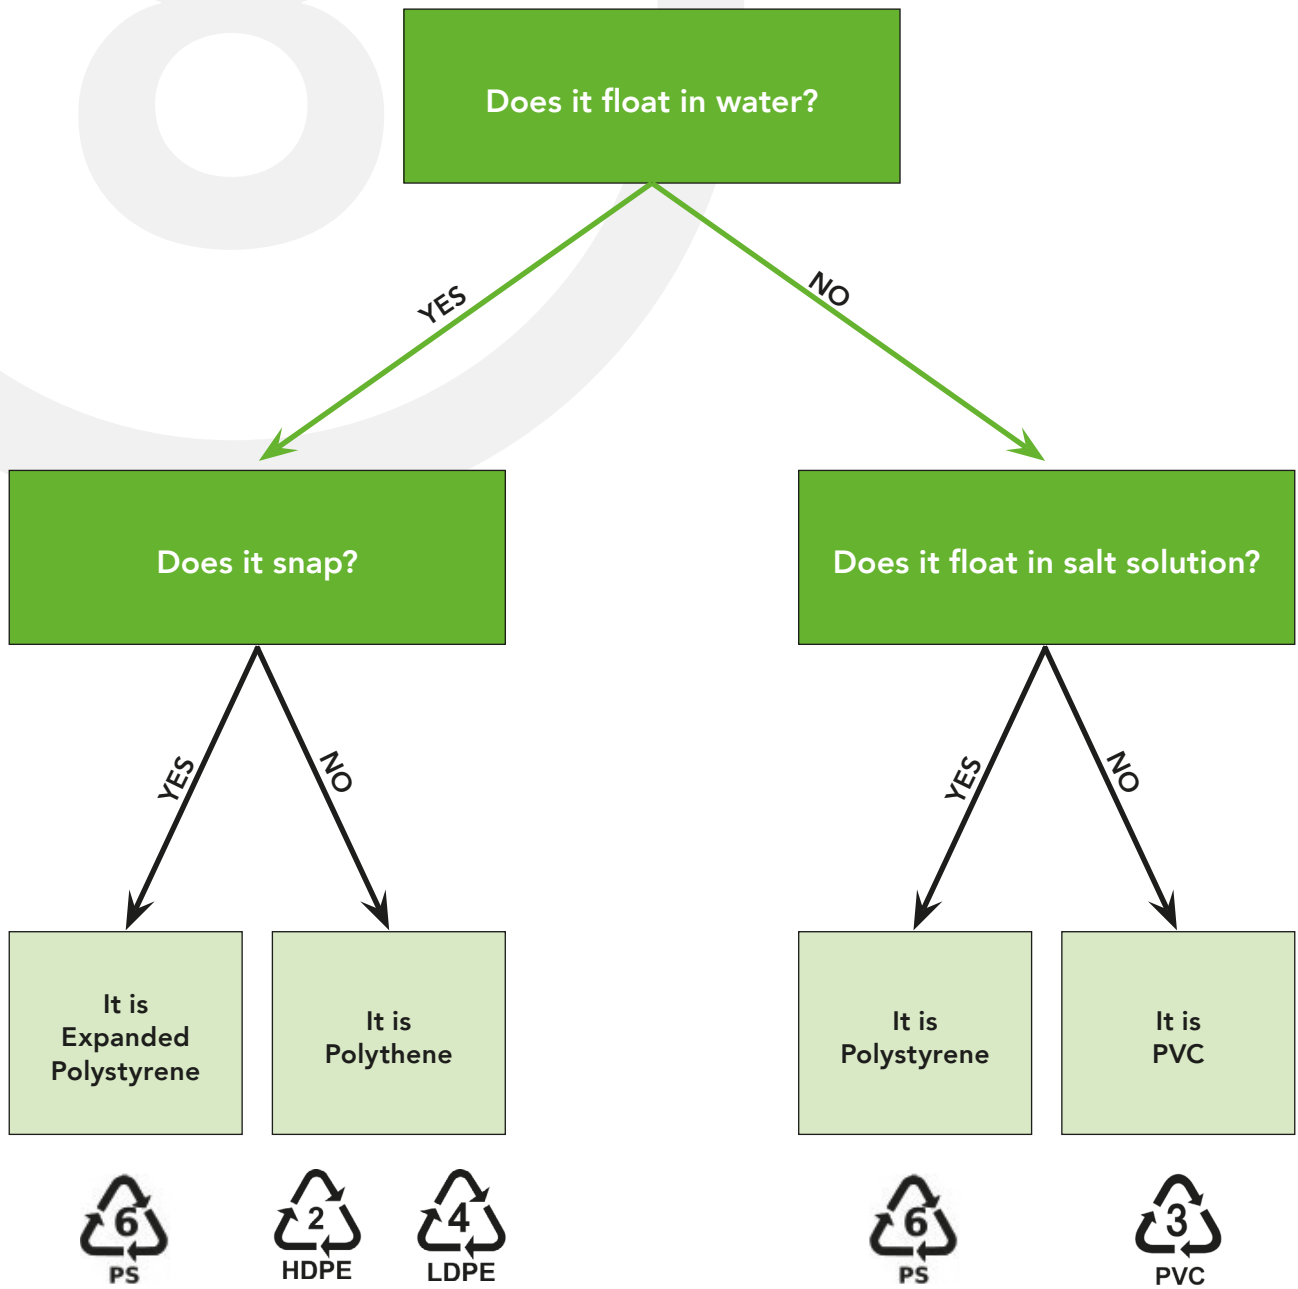 Does it float in water?
YES
NO
Does it snap?
Does it float in salt solution?
YES
NO
YES
NO
It is
Expanded
Polystyrene
It is
Polythene
It is
Polystyrene
It is
PVC
6
PS
2
HDPE
4
LDPE
6
PS
3
PVC